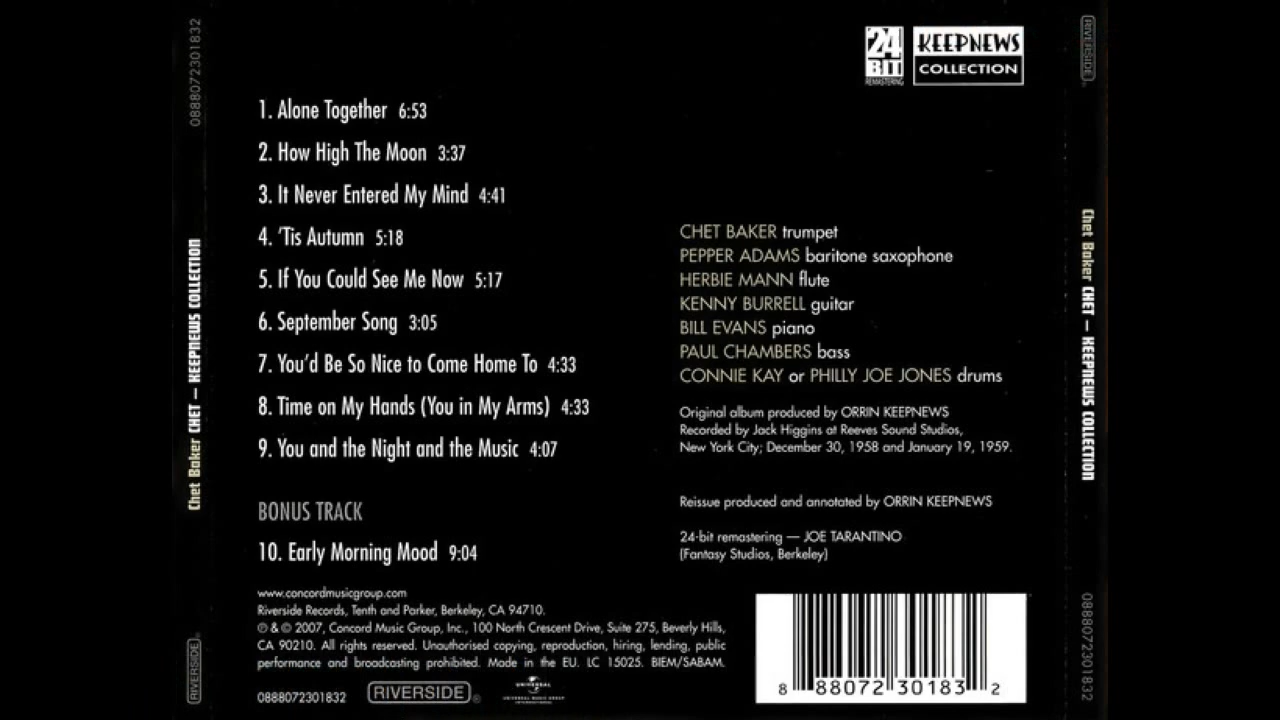 0888072301832
Chet Baker CHET – KEEPNEWS COLLECTION
RIVERSIDE
24
BIT
REMASTERING
KEEPNEWS
COLLECTION
1. Alone Together 6:53
2. How High The Moon 3:37
3. It Never Entered My Mind 4:41
4. 'Tis Autumn 5:18
5. If You Could See Me Now 5:17
6. September Song 3:05
7. You'd Be So Nice to Come Home To 4:33
8. Time on My Hands (You in My Arms) 4:33
9. You and the Night and the Music 4:07
BONUS TRACK
10. Early Morning Mood 9:04
CHET BAKER trumpet
PEPPER ADAMS baritone saxophone
HERBIE MANN flute
KENNY BURRELL guitar
BILL EVANS piano
PAUL CHAMBERS bass
CONNIE KAY or PHILLY JOE JONES drums
Original album produced by ORRIN KEEPNEWS
Recorded by Jack Higgins at Reeves Sound Studios,
New York City; December 30, 1958 and January 19, 1959.
Reissue produced and annotated by ORRIN KEEPNEWS
24-bit remastering — JOE TARANTINO
(Fantasy Studios, Berkeley)
www.concordmusicgroup.com
Riverside Records, Tenth and Parker, Berkeley, CA 94710.
℗ & © 2007, Concord Music Group, Inc., 100 North Crescent Drive, Suite 275, Beverly Hills,
CA 90210. All rights reserved. Unauthorised copying, reproduction, hiring, lending, public
performance and broadcasting prohibited. Made in the EU. LC 15025. BIEM/SABAM.
0888072301832
RIVERSIDE®
UNIVERSAL
UNIVERSAL MUSIC GROUP
INTERNATIONAL
8 88072 30183 2
RIVERSIDE
Chet Baker CHET – KEEPNEWS COLLECTION
0888072301832